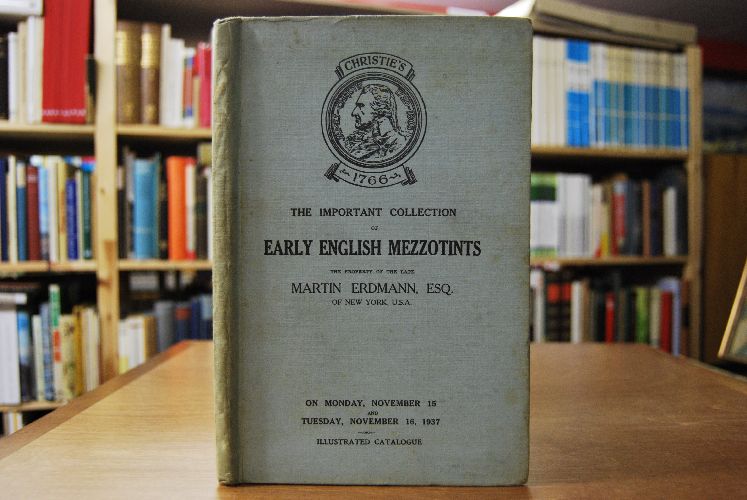 CHRISTIE'S
1766
THE IMPORTANT COLLECTION
OF
EARLY ENGLISH MEZZOTINTS
THE PROPERTY OF THE LATE
MARTIN ERDMANN, ESQ.
OF NEW YORK, U.S.A.
ON MONDAY, NOVEMBER 15
AND
TUESDAY, NOVEMBER 16, 1937
ILLUSTRATED CATALOGUE